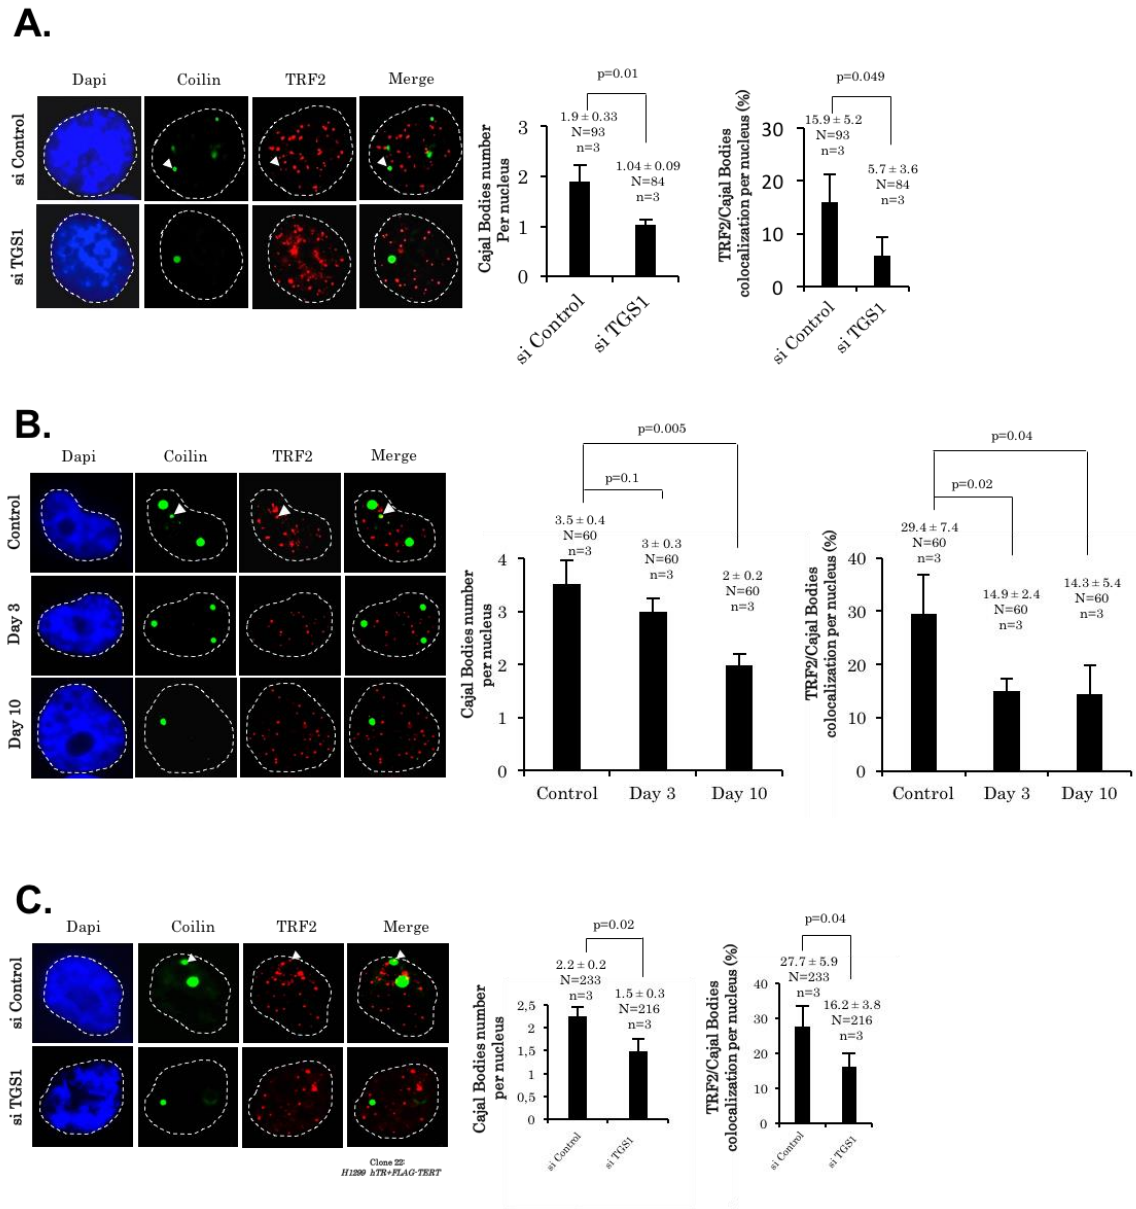 A.
Dapi Coilin TRF2 Merge
si Control
si TGS1
Cajal Bodies number
Per nucleus
p=0.01
1.9 ± 0.33
N=93
n=3
1.04 ± 0.09
N=84
n=3
3
2
1
0
si Control si TGS1
TRF2/Cajal Bodies
colocalization per nucleus (%)
p=0.049
15.9 ± 5.2
N=93
n=3
5.7 ± 3.6
N=84
n=3
30
20
10
0
si Control si TGS1
B.
Dapi Coilin TRF2 Merge
Control
Day 3
Day 10
Cajal Bodies number
per nucleus
p=0.005
p=0.1
3.5 ± 0.4
N=60
n=3
3 ± 0.3
N=60
n=3
2 ± 0.2
N=60
n=3
4
3
2
1
0
Control Day 3 Day 10
TRF2/Cajal Bodies
colocalization per nucleus (%)
p=0.04
p=0.02
29.4 ± 7.4
N=60
n=3
14.9 ± 2.4
N=60
n=3
14.3 ± 5.4
N=60
n=3
40
30
20
10
0
Control Day 3 Day 10
C.
Dapi Coilin TRF2 Merge
si Control
si TGS1
Clone 22:
H1299 hTR+FLAG-TERT
Cajal Bodies number
per nucleus
p=0.02
2.2 ± 0.2
N=233
n=3
1.5 ± 0.3
N=216
n=3
2,5
2
1,5
1
0,5
0
si Control si TGS1
TRF2/Cajal Bodies
colocalization per nucleus (%)
p=0.04
27.7 ± 5.9
N=233
n=3
16.2 ± 3.8
N=216
n=3
40
30
20
10
0
si Control si TGS1